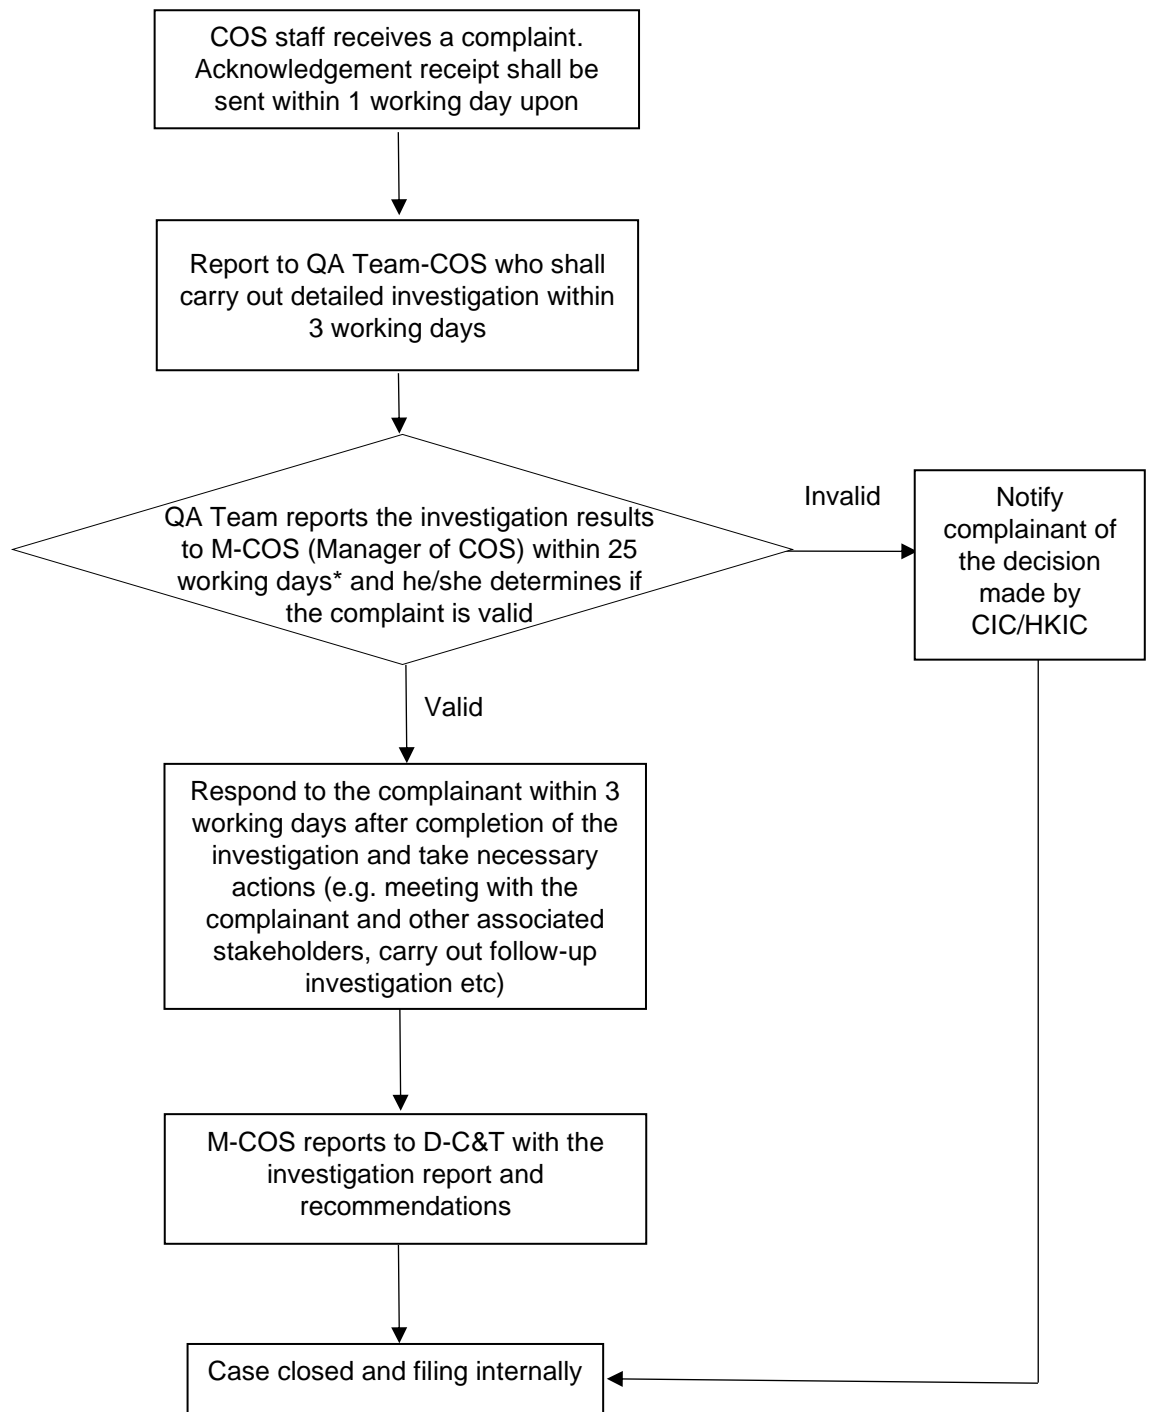 COS staff receives a complaint.
Acknowledgement receipt shall be
sent within 1 working day upon
Report to QA Team-COS who shall
carry out detailed investigation within
3 working days
QA Team reports the investigation results
to M-COS (Manager of COS) within 25
working days* and he/she determines if
the complaint is valid
Invalid
Notify
complainant of
the decision
made by
CIC/HKIC
Valid
Respond to the complainant within 3
working days after completion of the
investigation and take necessary
actions (e.g. meeting with the
complainant and other associated
stakeholders, carry out follow-up
investigation etc)
M-COS reports to D-C&T with the
investigation report and
recommendations
Case closed and filing internally